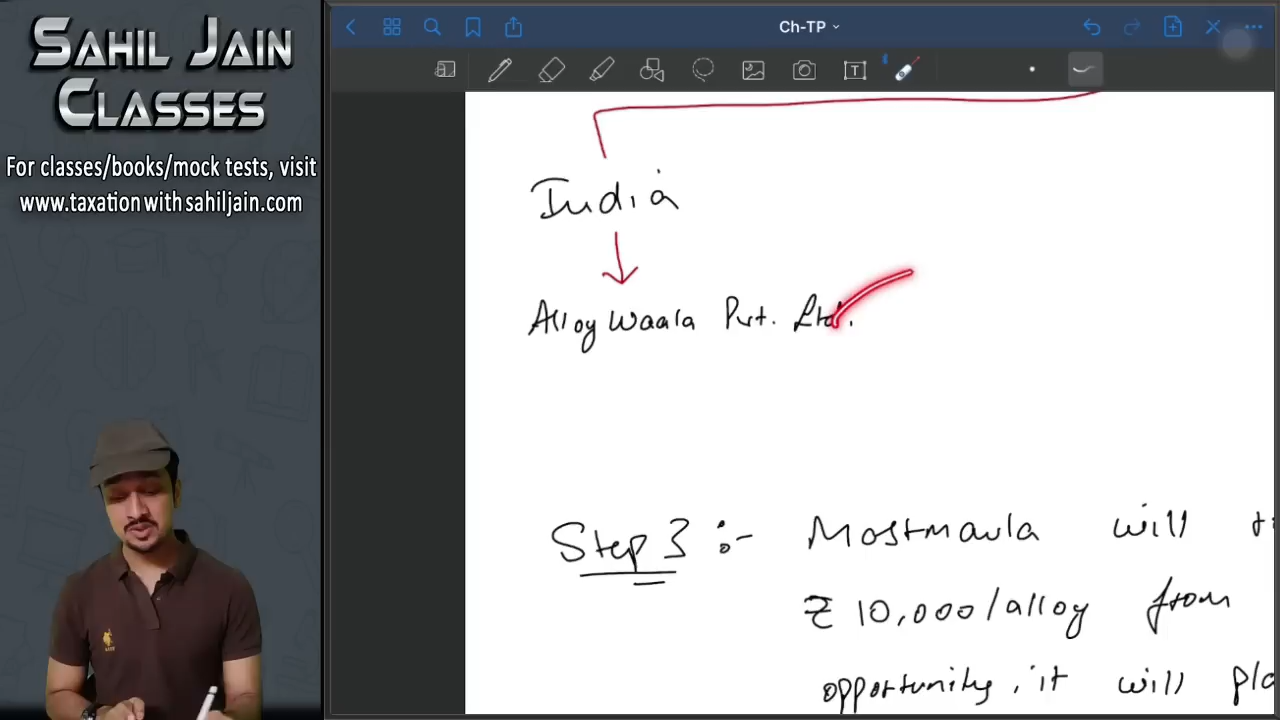 SAHIL JAIN
CLASSES
For classes/books/mock tests, visit
www.taxationwithsahiljain.com
Ch-TP
India
Alloy Waala Pvt. Ltd.
Step 3 :- Mastmaula will
₹ 10,000/alloy from
opportunity, it will